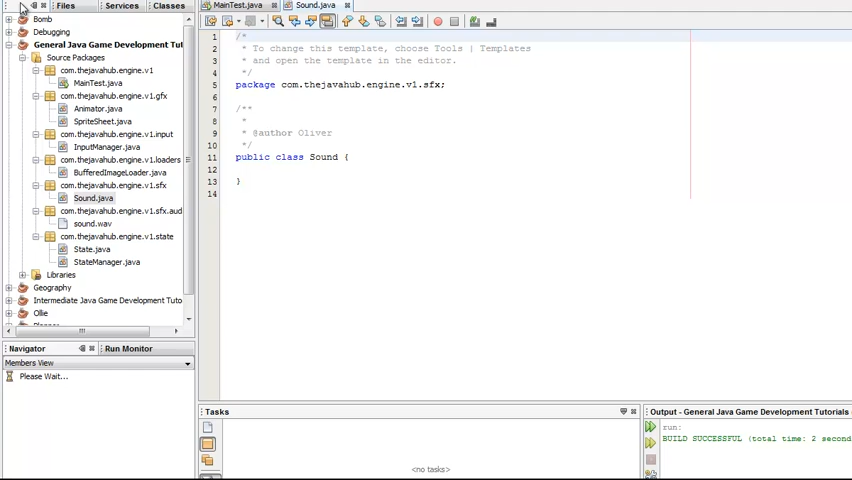 Files
Services
Classes
Bomb
Debugging
General Java Game Development Tut
Source Packages
com.thejavahub.engine.v1
MainTest.java
com.thejavahub.engine.v1.gfx
Animator.java
SpriteSheet.java
com.thejavahub.engine.v1.input
InputManager.java
com.thejavahub.engine.v1.loaders
BufferedImageLoader.java
com.thejavahub.engine.v1.sfx
Sound.java
com.thejavahub.engine.v1.sfx.aud
sound.wav
com.thejavahub.engine.v1.state
State.java
StateManager.java
Libraries
Geography
Intermediate Java Game Development Tuto
Ollie
Navigator
Run Monitor
Members View
Please Wait...
MainTest.java
Sound.java
1 /*
2 * To change this template, choose Tools | Templates
3 * and open the template in the editor.
4 */
5 package com.thejavahub.engine.v1.sfx;
6
7 /**
8 *
9 * @author Oliver
10 */
11 public class Sound {
12
13 }
14
Tasks
<no tasks>
Output - General Java Game Development Tutorials
run:
BUILD SUCCESSFUL (total time: 2 second